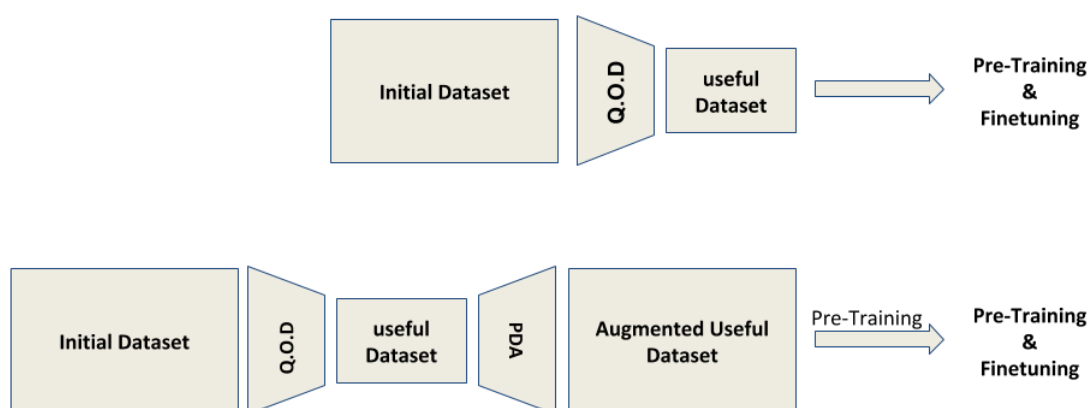 Initial Dataset
Q.O.D
useful
Dataset
Pre-Training
&
Finetuning
Initial Dataset
Q.O.D
useful
Dataset
PDA
Augmented Useful
Dataset
Pre-Training
Pre-Training
&
Finetuning